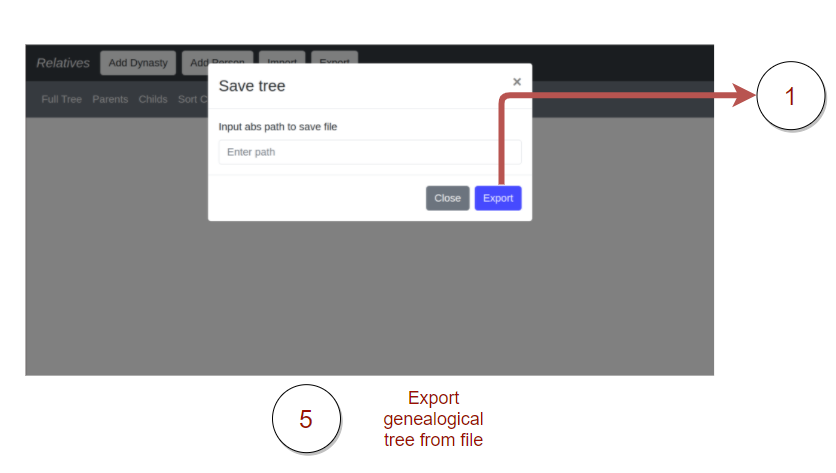 Relatives Add Dynasty Add Person Import Export
Save tree ×
Full Tree Parents Childs Sort C
Input abs path to save file
Enter path
Close Export
1
5
Export
genealogical
tree from file